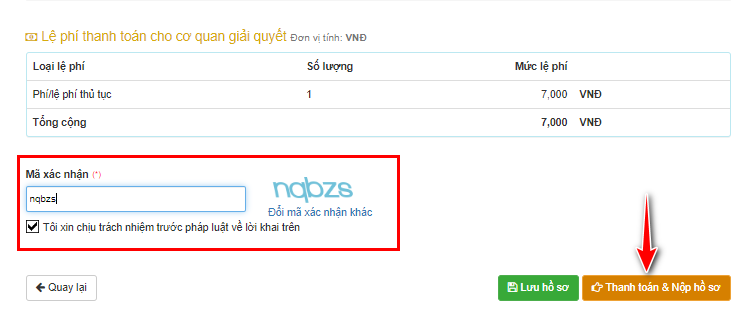 Lệ phí thanh toán cho cơ quan giải quyết Đơn vị tính: VNĐ
Loại lệ phí Số lượng Mức lệ phí
Phí/lệ phí thủ tục 1 7,000 VNĐ
Tổng cộng 7,000 VNĐ
Mã xác nhận (*)
nqbzs nqbzs
Đổi mã xác nhận khác
Tôi xin chịu trách nhiệm trước pháp luật về lời khai trên
Quay lại Lưu hồ sơ Thanh toán & Nộp hồ sơ